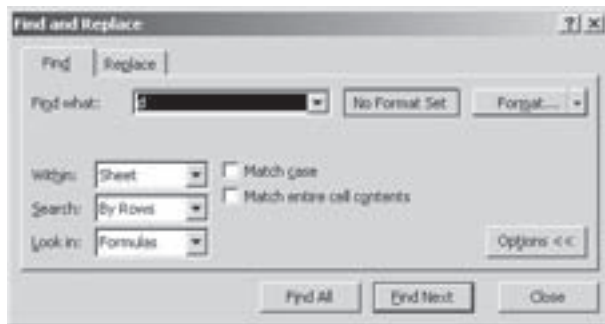 Find and Replace
Find Replace
Find what: No Format Set Format...
Within: Sheet Match case
Match entire cell contents
Search: By Rows
Look in: Formulas Options <<
Find All Find Next Close